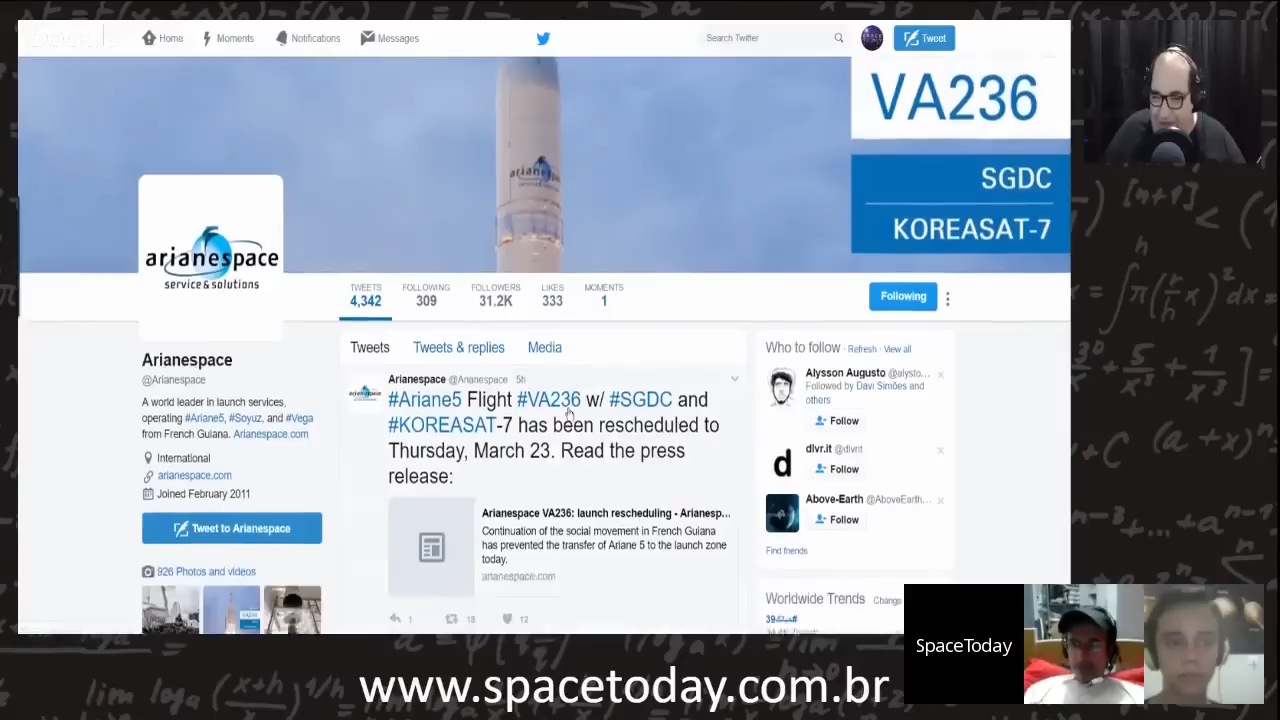 Home
Moments
Notifications
Messages
Search Twitter
Tweet
VA236
SGDC
KOREASAT-7
arianespace
arianespace
service & solutions
TWEETS
4,342
FOLLOWING
309
FOLLOWERS
31.2K
LIKES
333
MOMENTS
1
Following
Arianespace
@Arianespace
A world leader in launch services,
operating #Ariane5, #Soyuz, and #Vega
from French Guiana. Arianespace.com
International
arianespace.com
Joined February 2011
Tweet to Arianespace
926 Photos and videos
Tweets Tweets & replies Media
Arianespace @Arianespace 5h
#Ariane5 Flight #VA236 w/ #SGDC and
#KOREASAT-7 has been rescheduled to
Thursday, March 23. Read the press
release:
Arianespace VA236: launch rescheduling - Arianesp...
Continuation of the social movement in French Guiana
has prevented the transfer of Ariane 5 to the launch zone
today.
arianespace.com
1 18 12
Who to follow · Refresh · View all
Alysson Augusto @alysto...
Followed by Davi Simões and
others
Follow
dlvr.it @dlvrit
Follow
Above-Earth @AboveEarth...
Follow
Find friends
Worldwide Trends Change
SpaceToday
www.spacetoday.com.br